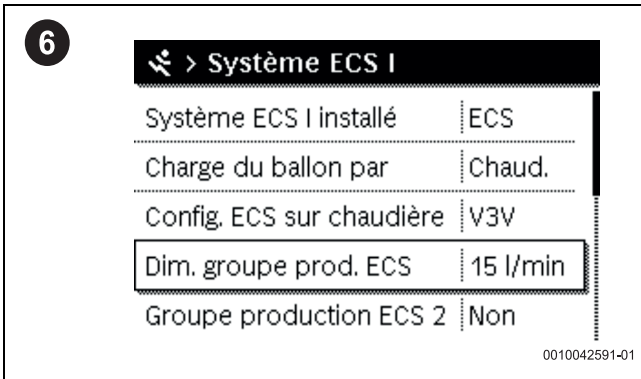 6
> Système ECS I
Système ECS I installé ECS
Charge du ballon par Chaud.
Config. ECS sur chaudière V3V
Dim. groupe prod. ECS 15 l/min
Groupe production ECS 2 Non
0010042591-01